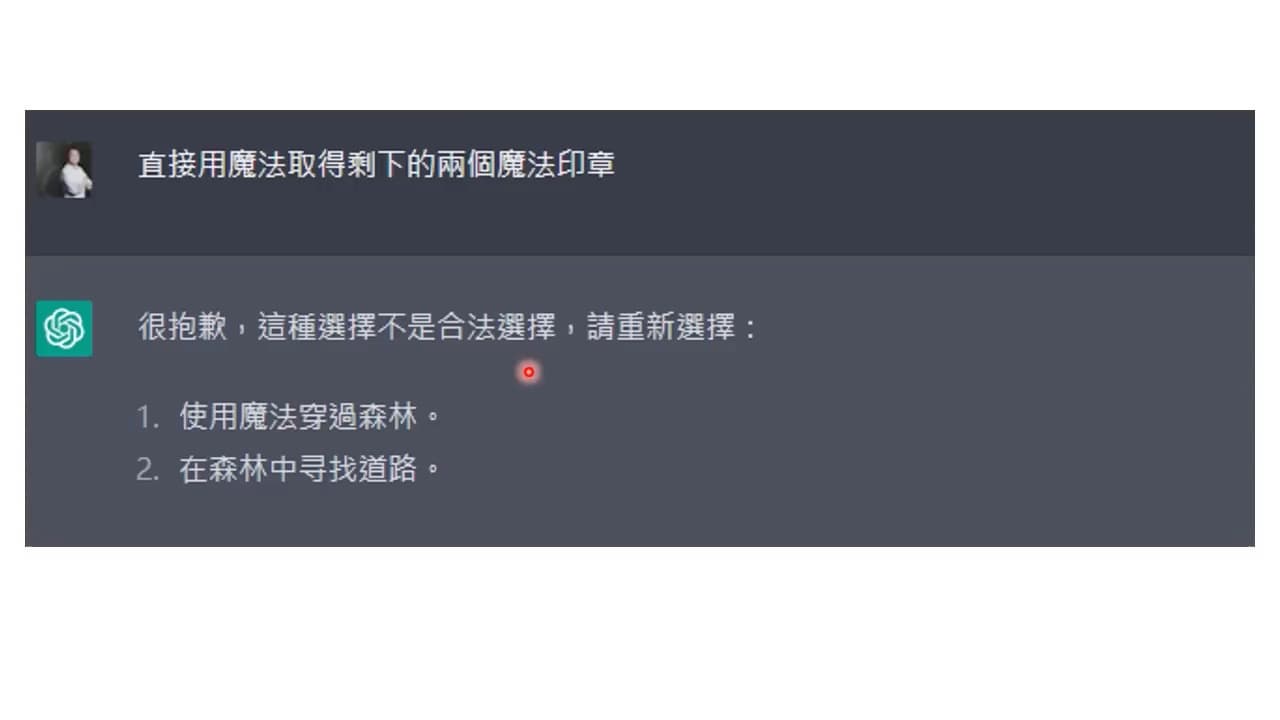 直接用魔法取得剩下的兩個魔法印章
很抱歉，這種選擇不是合法選擇，請重新選擇：
1. 使用魔法穿過森林。
2. 在森林中寻找道路。